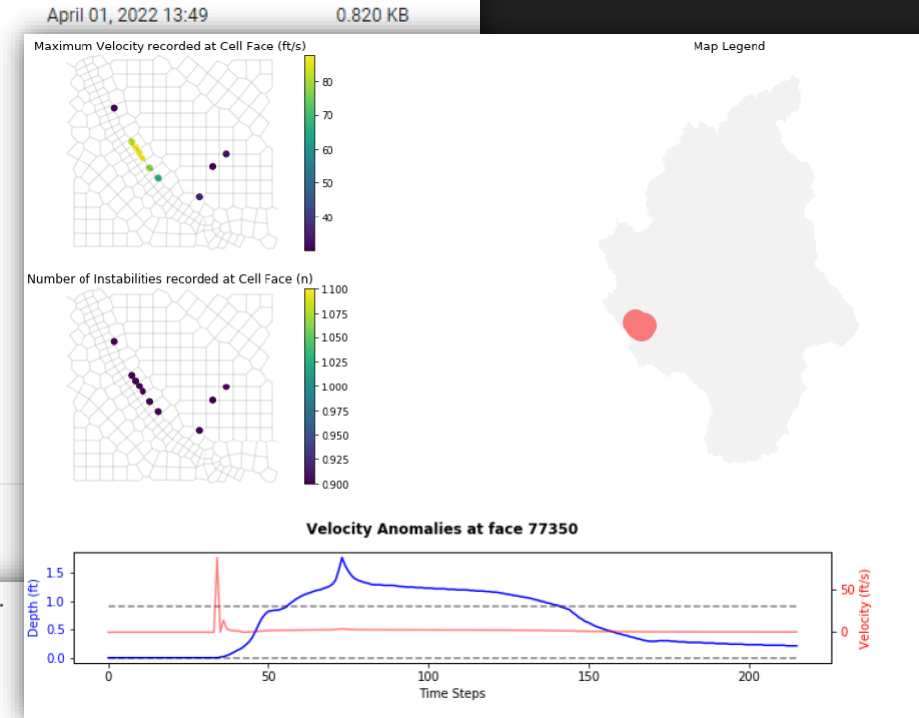 April 01, 2022 13:49 0.820 KB
Maximum Velocity recorded at Cell Face (ft/s)
Map Legend
80
70
60
50
40
Number of Instabilities recorded at Cell Face (n)
1.100
1.075
1.050
1.025
1.000
0.975
0.950
0.925
0.900
Velocity Anomalies at face 77350
Depth (ft)
1.5
1.0
0.5
0.0
50
0
Velocity (ft/s)
0 50 100 150 200
Time Steps